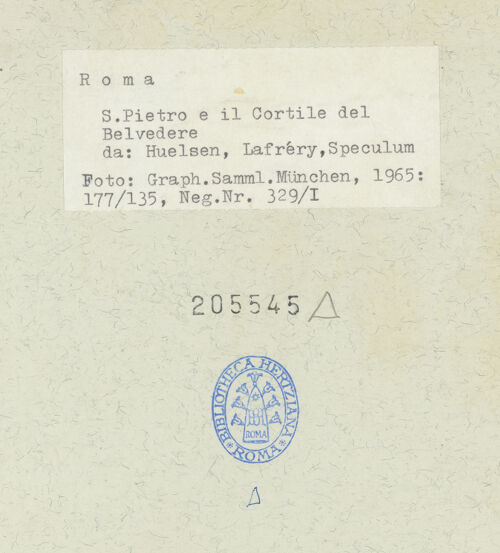 Roma
S.Pietro e il Cortile del
Belvedere
da: Huelsen, Lafréry,Speculum
Foto: Graph.Samml.München, 1965:
177/135, Neg.Nr. 329/I
205545 Δ
BIBLIOTHECA HERTZIANA
ROMA
* ROMA *
Δ